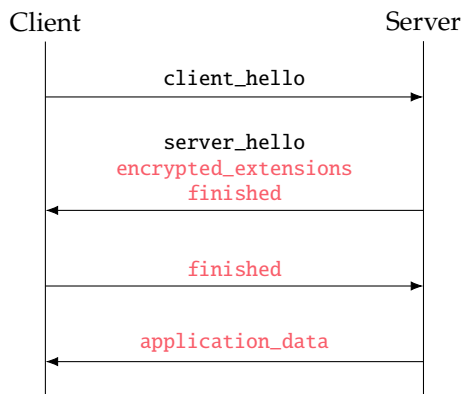 Client Server
client_hello
server_hello
encrypted_extensions
finished
finished
application_data